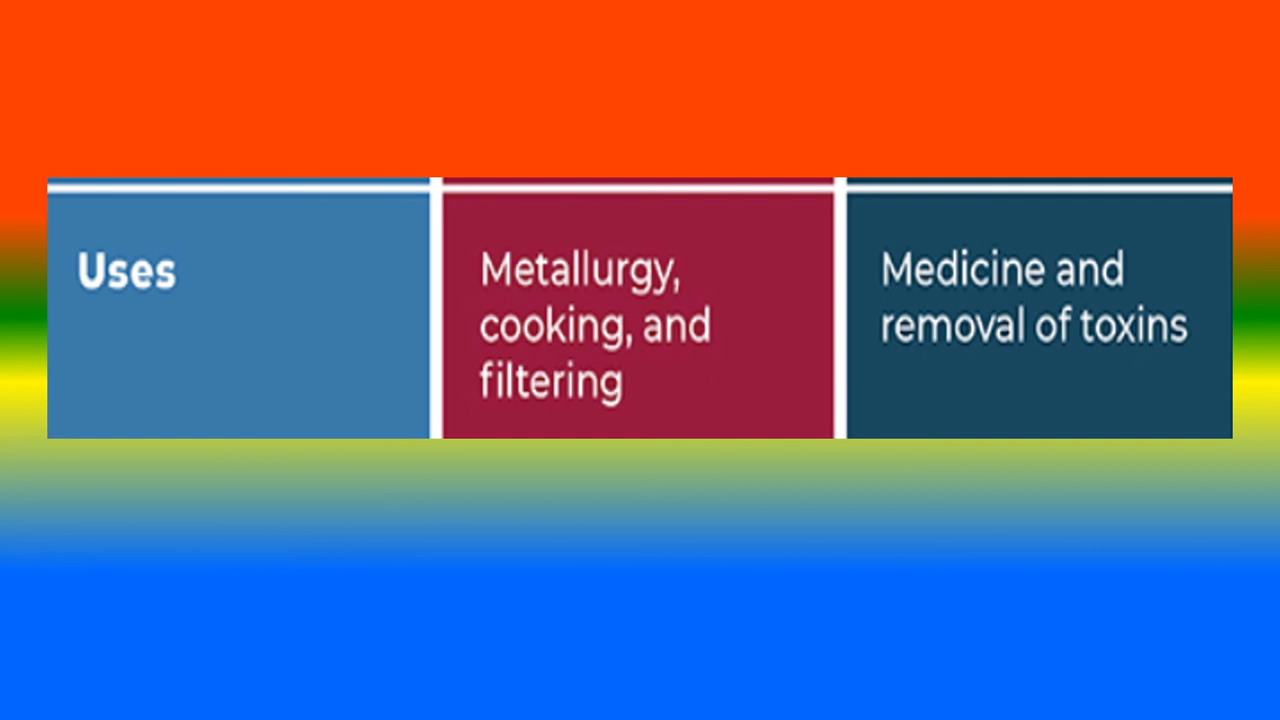 Uses
Metallurgy,
cooking, and
filtering
Medicine and
removal of toxins